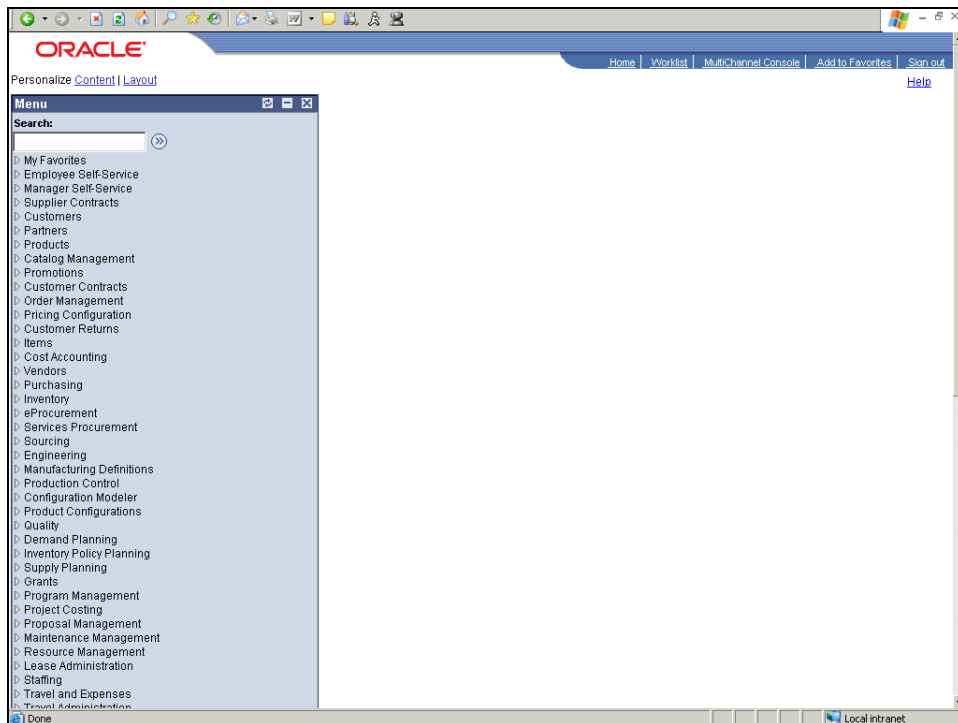 ORACLE
Home | Worklist | MultiChannel Console | Add to Favorites | Sign out
Personalize Content | Layout
Help
Menu
Search:
My Favorites
Employee Self-Service
Manager Self-Service
Supplier Contracts
Customers
Partners
Products
Catalog Management
Promotions
Customer Contracts
Order Management
Pricing Configuration
Customer Returns
Items
Cost Accounting
Vendors
Purchasing
Inventory
eProcurement
Services Procurement
Sourcing
Engineering
Manufacturing Definitions
Production Control
Configuration Modeler
Product Configurations
Quality
Demand Planning
Inventory Policy Planning
Supply Planning
Grants
Program Management
Project Costing
Proposal Management
Maintenance Management
Resource Management
Lease Administration
Staffing
Travel and Expenses
Travel Administration
Done
Local intranet